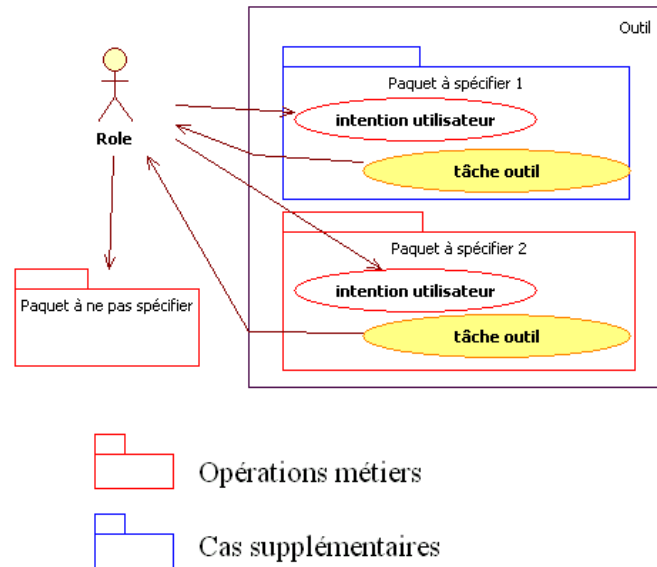 Outil
Paquet à spécifier 1
intention utilisateur
Role
tâche outil
Paquet à spécifier 2
intention utilisateur
Paquet à ne pas spécifier
tâche outil
Opérations métiers
Cas supplémentaires